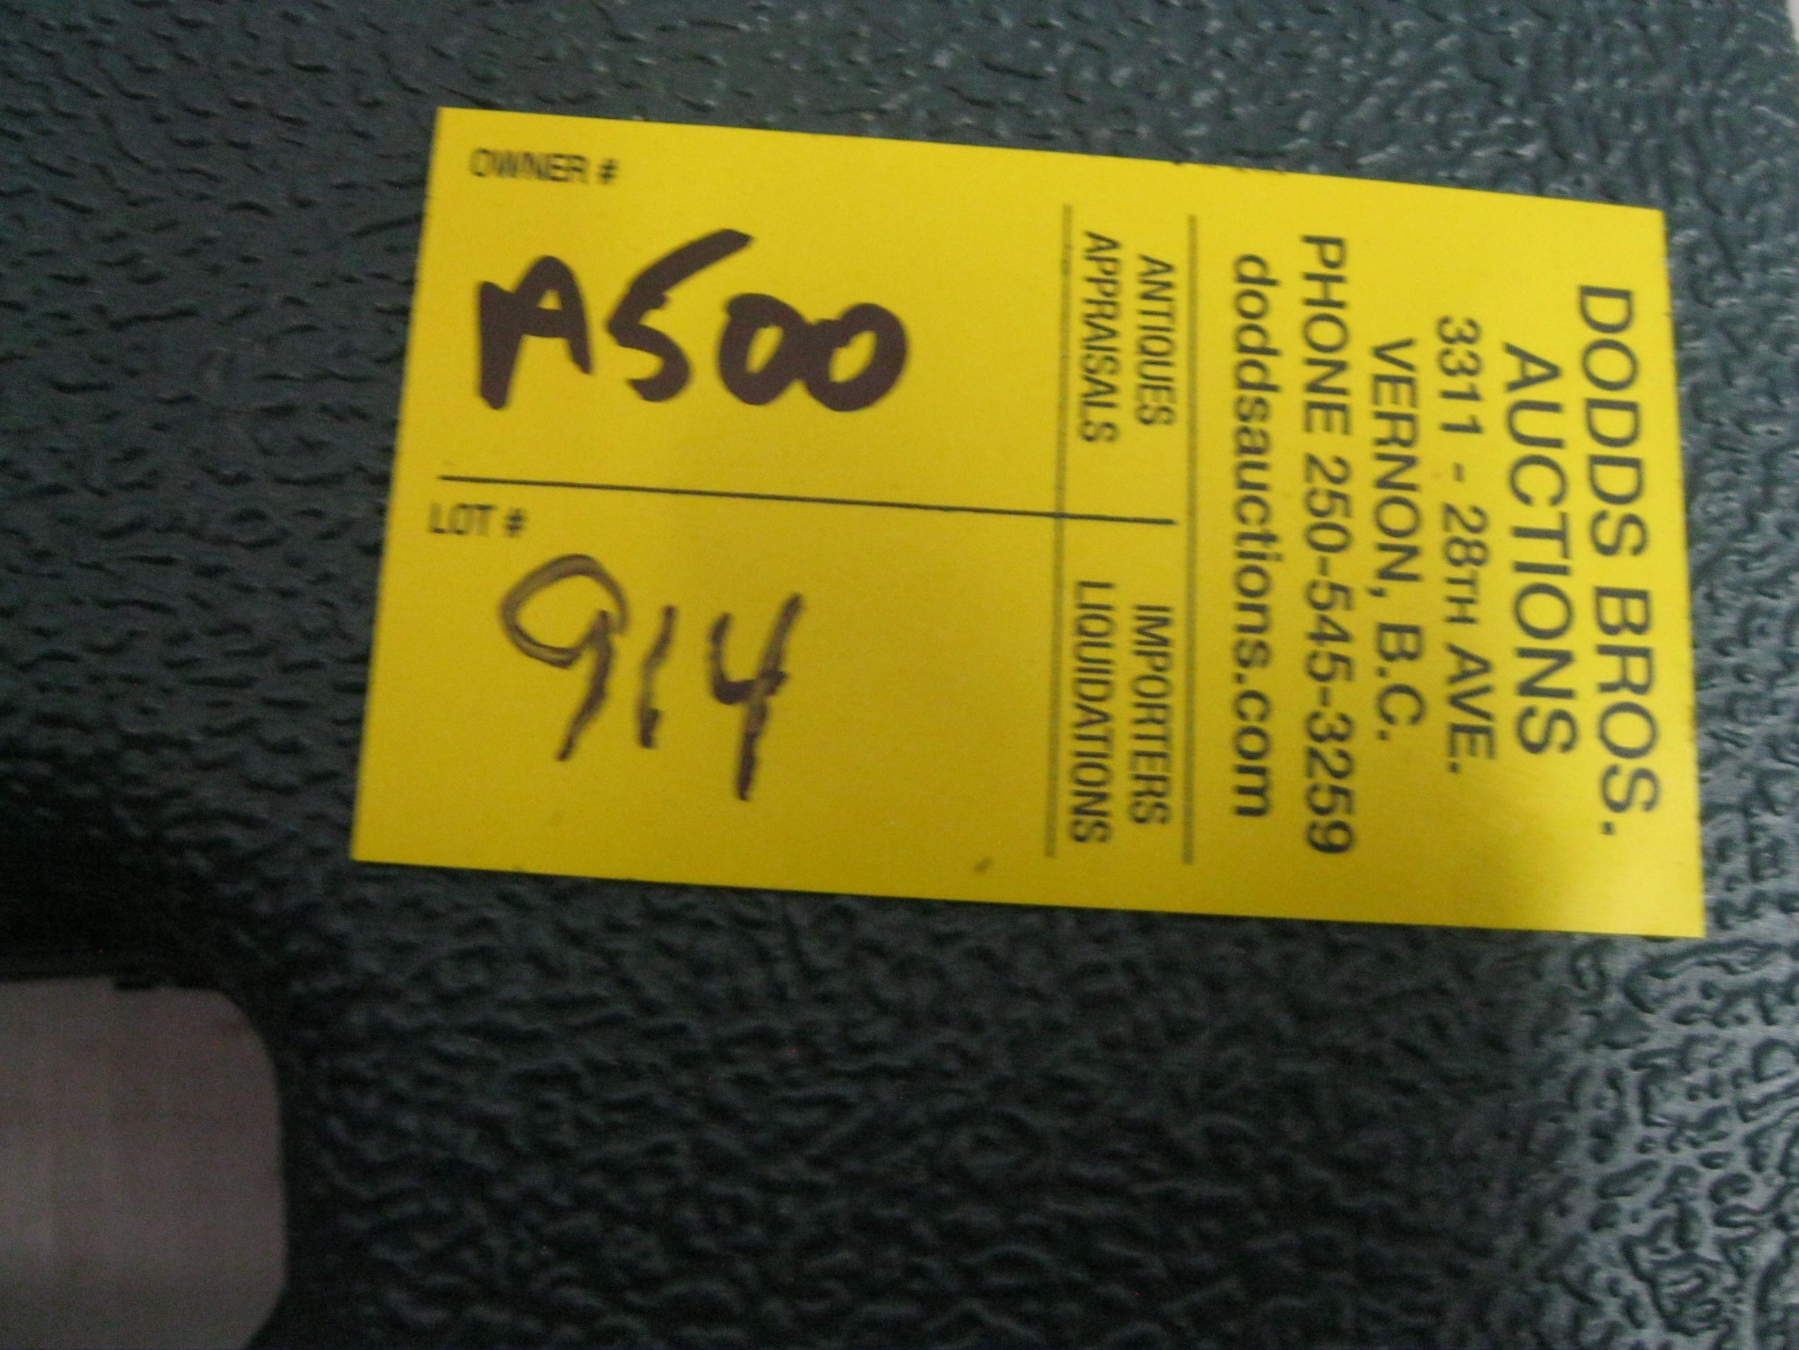 DODDS BROS.
AUCTIONS
3311 - 28TH AVE.
VERNON, B.C.
PHONE 250-545-3259
doddsauctions.com
ANTIQUES IMPORTERS
APPRAISALS LIQUIDATIONS
OWNER #
A500
LOT #
914